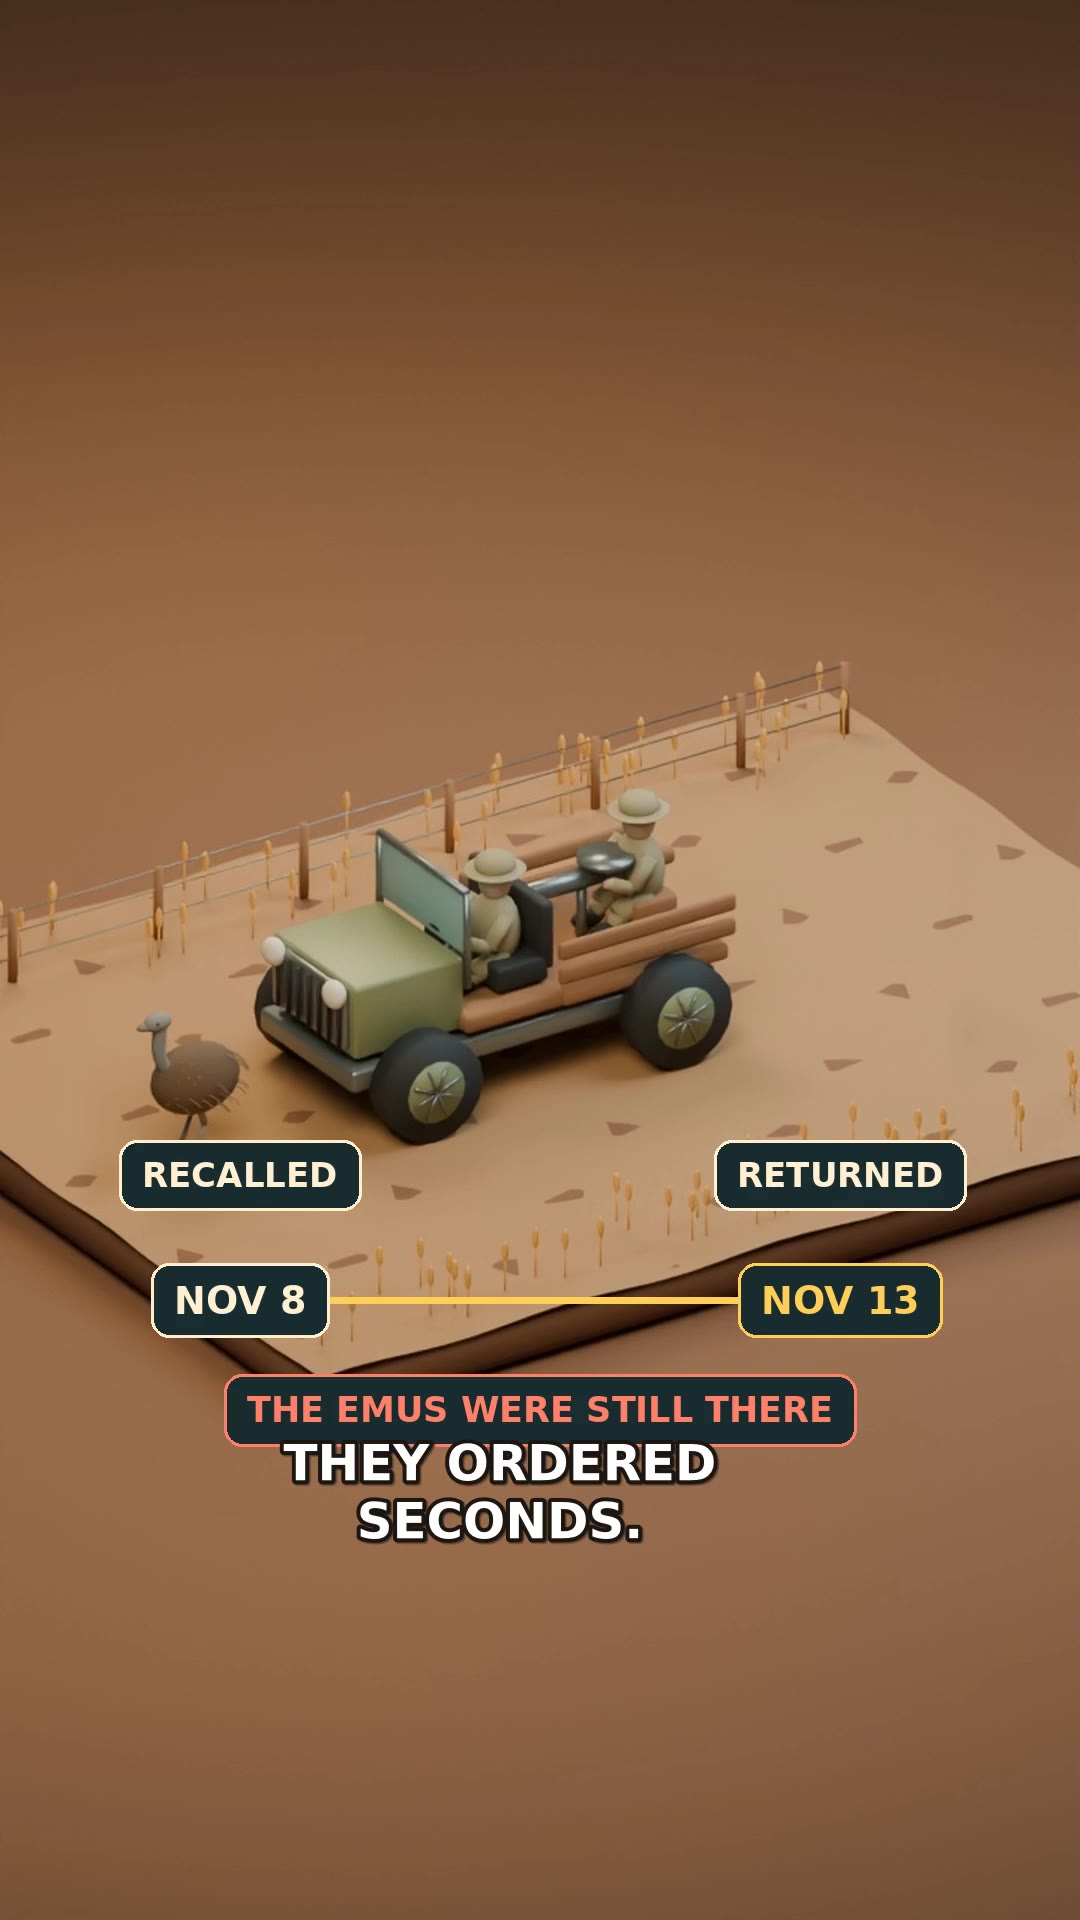 RECALLED
RETURNED
NOV 8
NOV 13
THE EMUS WERE STILL THERE
THEY ORDERED
SECONDS.